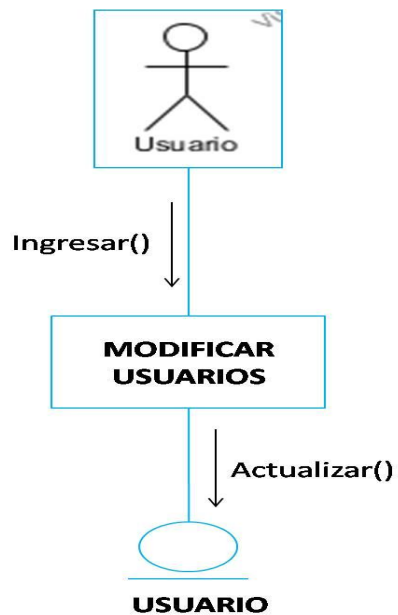 Usuario
Ingresar()
MODIFICAR
USUARIOS
Actualizar()
USUARIO